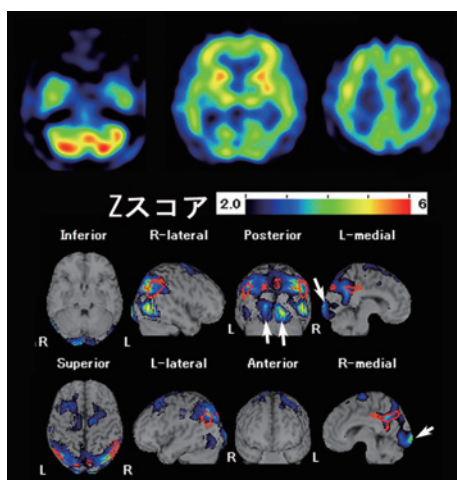 Zスコア 2.0 6
Inferior R-lateral Posterior L-medial
R L R
Superior L-lateral Anterior R-medial
L R R L